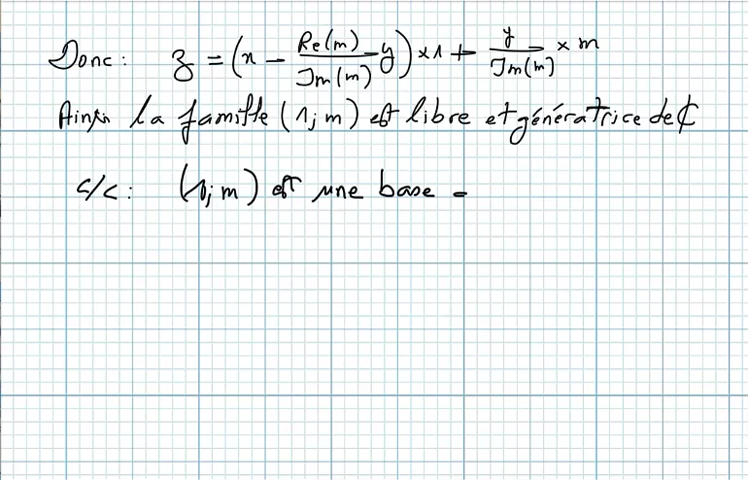 Donc : z = (x - Re(m)/Im(m) y) × 1 + y/Im(m) × m
Ainsi la famille (1; m) est libre et génératrice de ℂ
c/c : (1; m) est une base